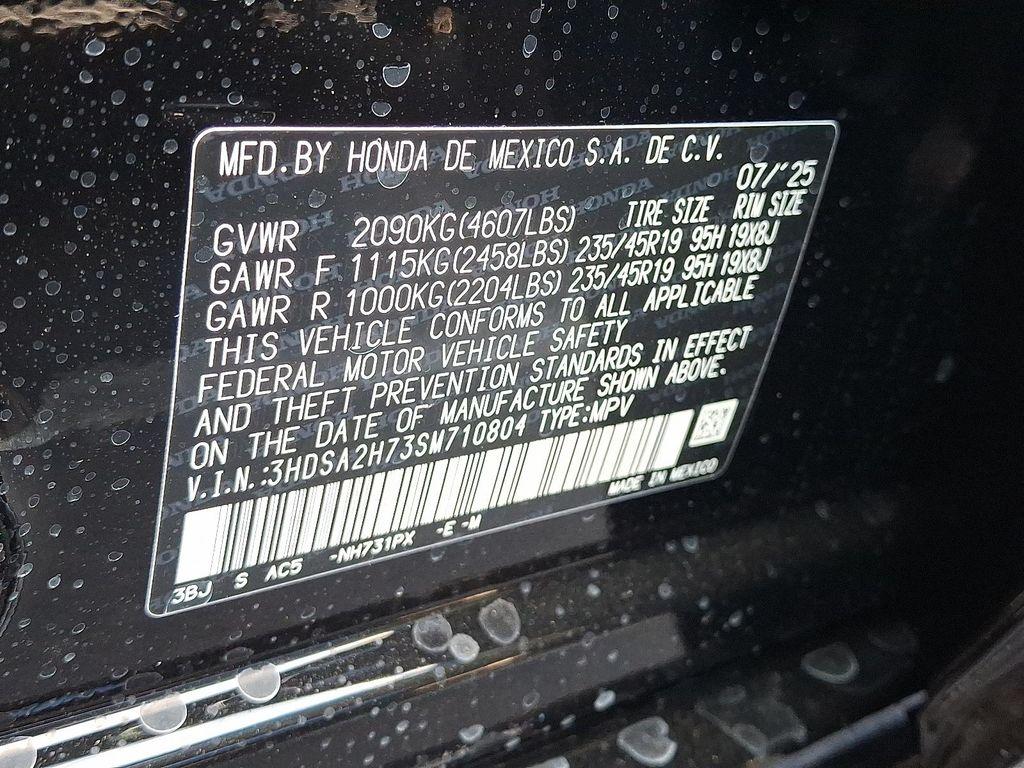 MFD. BY HONDA DE MEXICO S.A. DE C.V.
07/'25
GVWR 2090KG(4607LBS) TIRE SIZE RIM SIZE
GAWR F 1115KG(2458LBS) 235/45R19 95H 19X8J
GAWR R 1000KG(2204LBS) 235/45R19 95H 19X8J
THIS VEHICLE CONFORMS TO ALL APPLICABLE
FEDERAL MOTOR VEHICLE SAFETY
AND THEFT PREVENTION STANDARDS IN EFFECT
ON THE DATE OF MANUFACTURE SHOWN ABOVE.
V.I.N.:3HDSA2H73SM710804 TYPE:MPV
MADE IN MEXICO
3BJ S AC5 -NH731PX -E -M